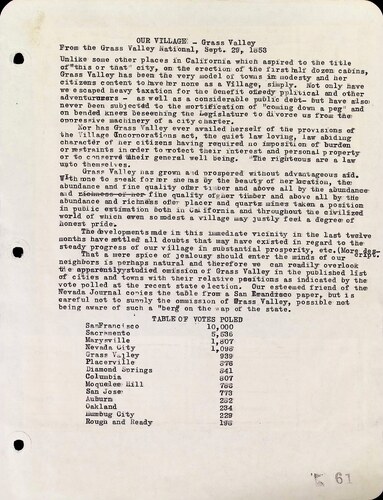 OUR VILLAGE - Grass Valley
From the Grass Valley National, Sept. 29, 1853
Unlike some other places in California which aspired to the title
of "this or that" city, on the erection of the first half dozen cabins,
Grass Valley has been the very model of towns in modesty and her
citizens content to have her none as a Village, simply. Not only have
we escaped heavy taxation for the benefit of eedy political and other
adventurers - as well as a considerable public debt- but have also
never been subjected to the mortification of "coming down a peg" and
on bended knees beseeching the Legislature to divorce us from the
oppressive machinery of a city charter.
Nor has Grass Valley ever availed herself of the provisions of
the Village Encorporations act, the quiet law loving, law abiding
character of er citizens having required no imposition of burden
or restraints in order to rotect their interest and personal property
or to conserve their general well being. "The righteous are a law
unto themselves.
Grass Valley has grown and prospered without advantageous aid.
With one to speak for her she has by the beauty of her location, the
abundance and fine quality of her timber and above all by the abundance
and richness of her fine quality of her timber and above all by the
abundance and richness of her placer and quartz mines taken a position
in public estimation both in California and throughout the civilized
world of which even so modest a village may justly feel a degree of
honest pride.
The developments made in this immediate vicinity in the last twelve
months have settled all doubts that may have existed in regard to the
steady progress of our village in substantial prosperity, etc. (More des-
cript.
That a mere spice of jealousy should enter the minds of our
neighbors is perhaps natural and therefore we can readily overlook
the apparently studied omission of Grass Valley in the published list
of cities and towns with their relative positions as indicated by the
vote polled at the recent state election. Our esteemed friend of the
Nevada Journal copies the table from a San Francisco paper, but is
careful not to supply the ommission of Grass Valley, possible not
being aware of such a "berg on the map of the state.
TABLE OF VOTES POLED
San Francisco 10,000
Sacramento 5,536
Marysville 1,807
Nevada City 1,098
Grass Valley 939
Placerville
Diamond Springs 841
Columbia 807
Moquelem Hill
San Jose 773
Auburn
Oakland 234
Humbug City 229
Rough and Ready
61